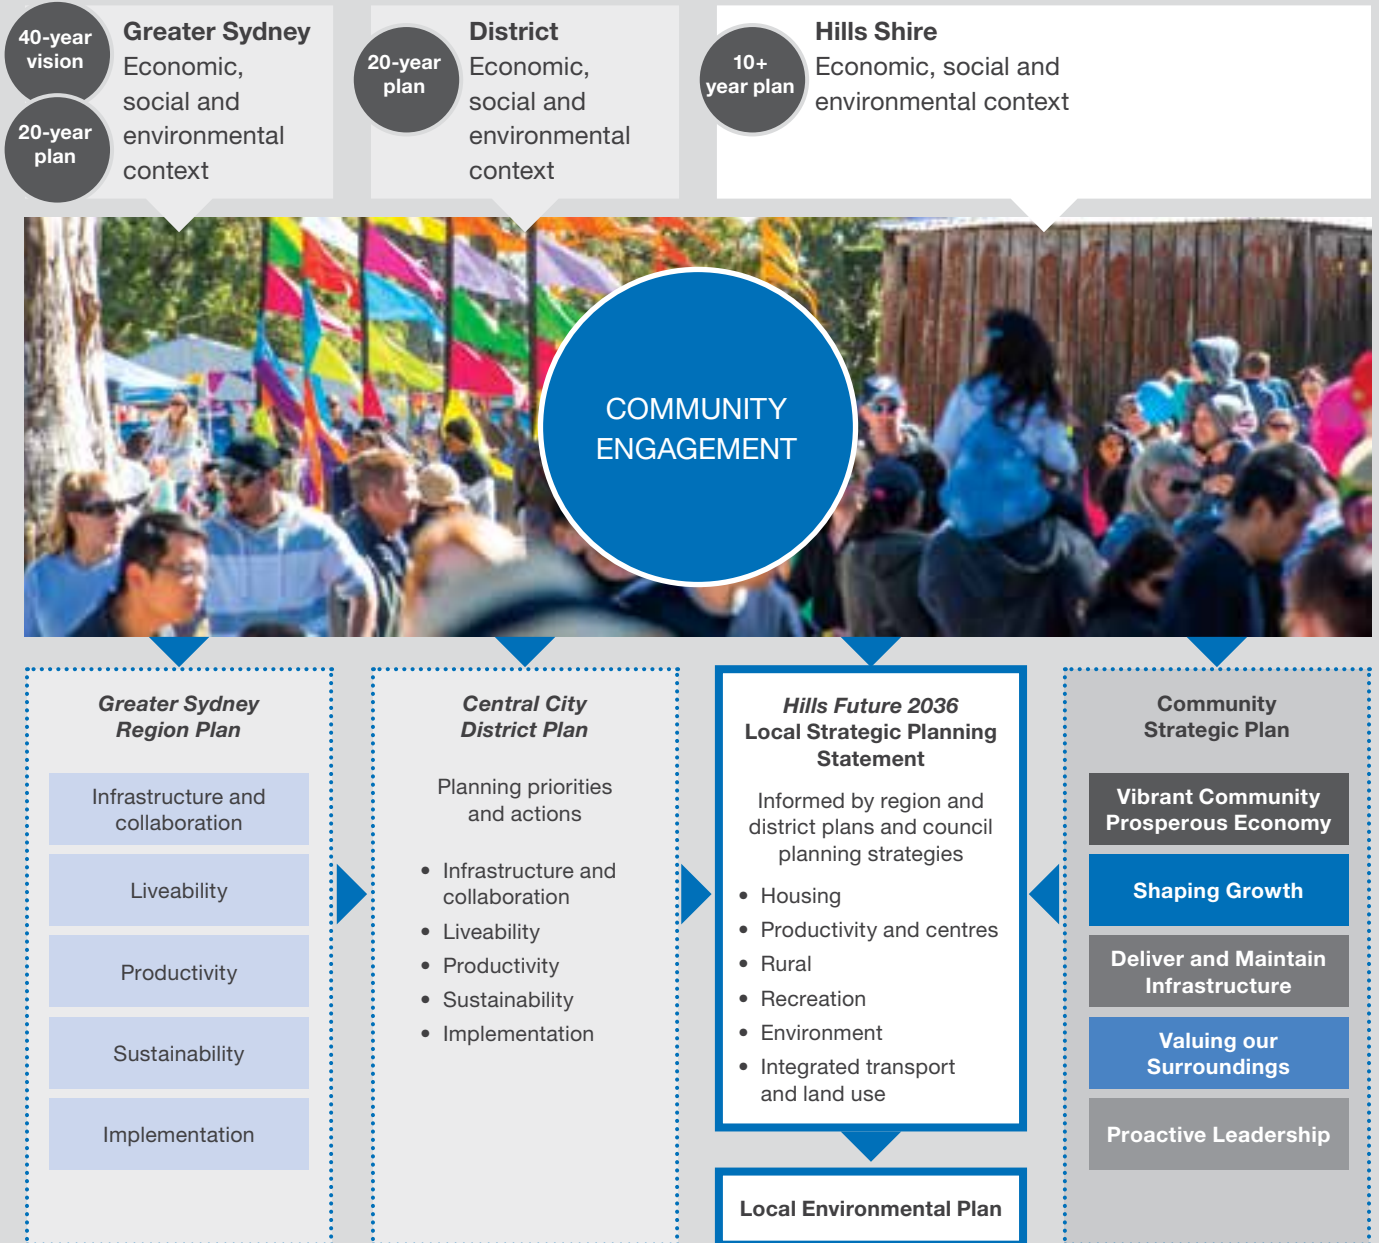 40-year
vision
20-year
plan
Greater Sydney
Economic,
social and
environmental
context
20-year
plan
District
Economic,
social and
environmental
context
10+
year plan
Hills Shire
Economic, social and
environmental context
COMMUNITY
ENGAGEMENT
Greater Sydney
Region Plan
Infrastructure and
collaboration
Liveability
Productivity
Sustainability
Implementation
Central City
District Plan
Planning priorities
and actions
• Infrastructure and
collaboration
• Liveability
• Productivity
• Sustainability
• Implementation
Hills Future 2036
Local Strategic Planning
Statement
Informed by region and
district plans and council
planning strategies
• Housing
• Productivity and centres
• Rural
• Recreation
• Environment
• Integrated transport
and land use
Local Environmental Plan
Community
Strategic Plan
Vibrant Community
Prosperous Economy
Shaping Growth
Deliver and Maintain
Infrastructure
Valuing our
Surroundings
Proactive Leadership